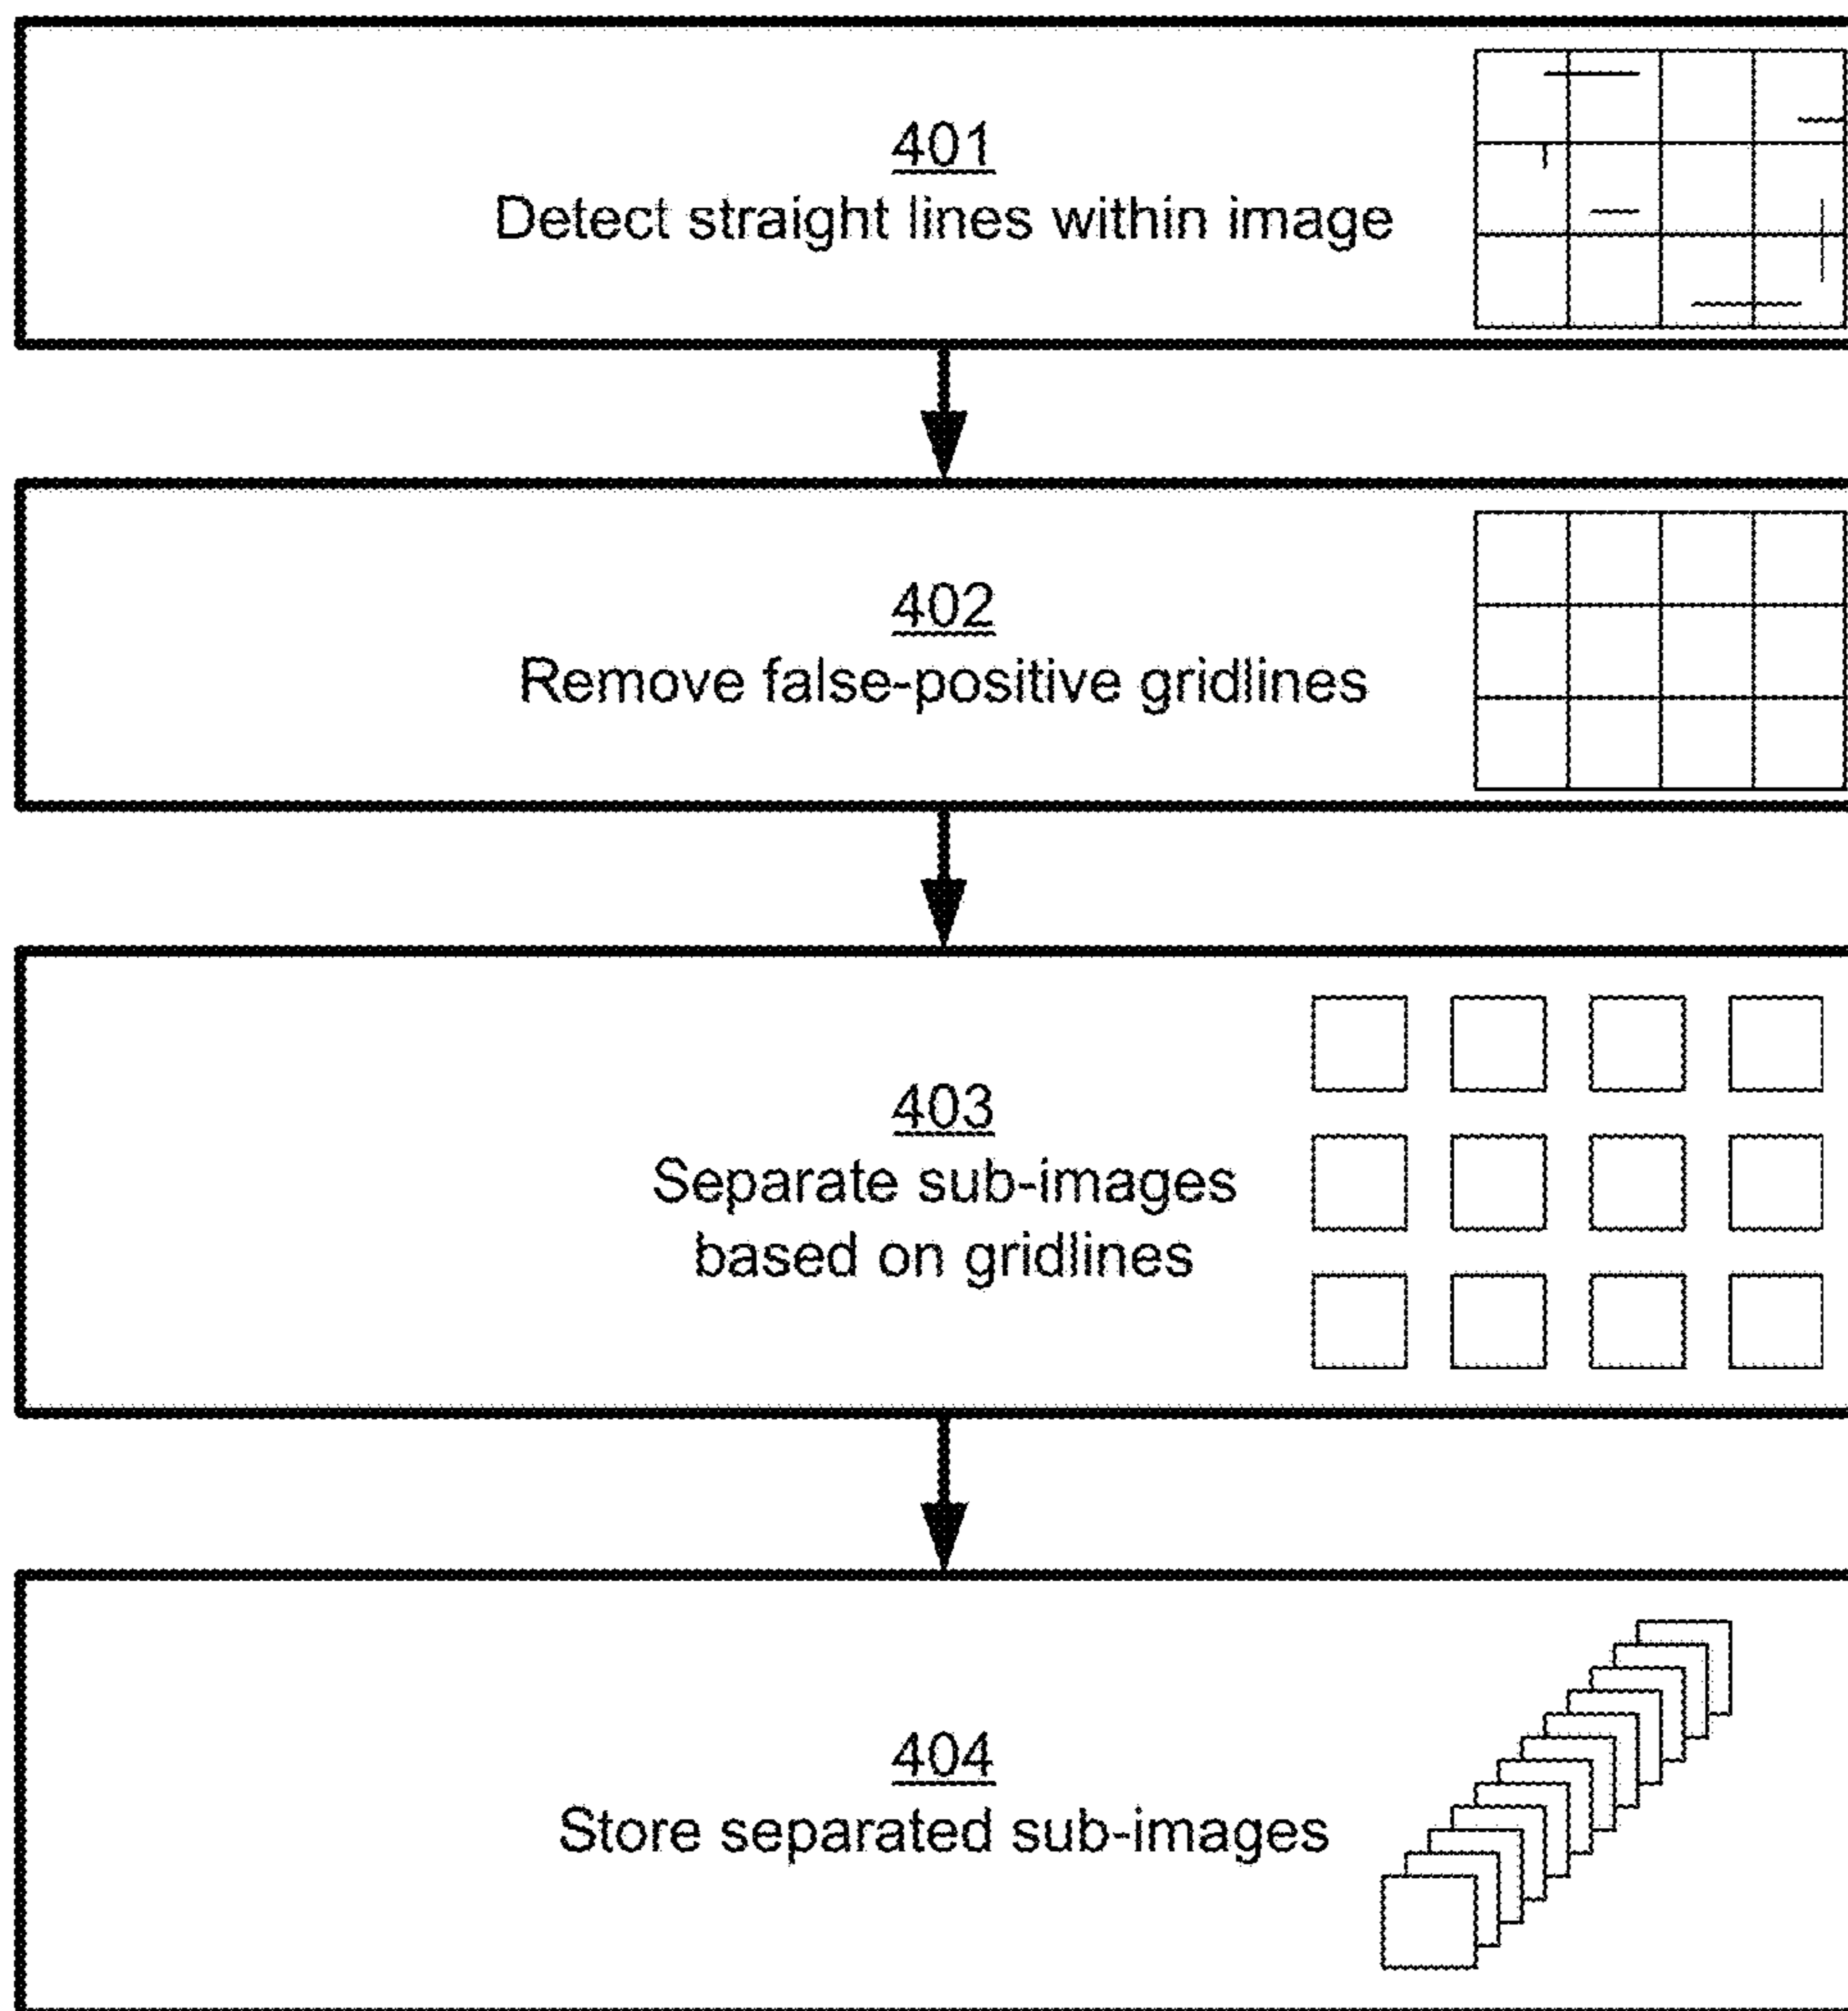 401
Detect straight lines within image
402
Remove false-positive gridlines
403
Separate sub-images
based on gridlines
404
Store separated sub-images